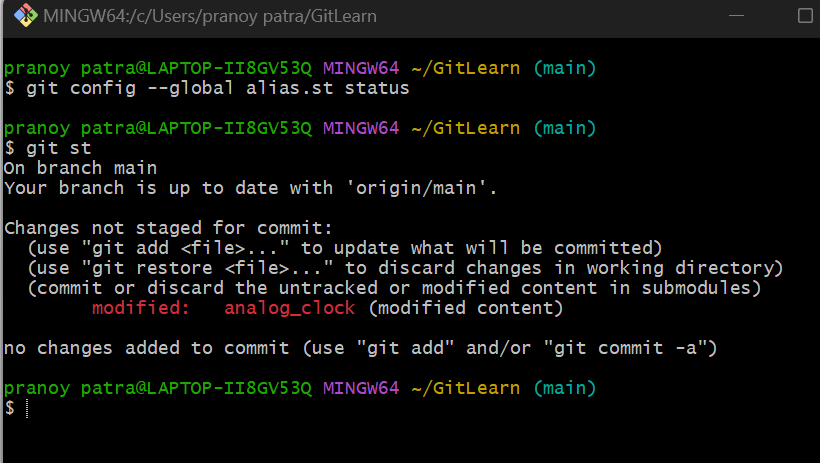 MINGW64:/c/Users/pranoy patra/GitLearn
pranoy patra@LAPTOP-II8GV53Q MINGW64 ~/GitLearn (main)
$ git config --global alias.st status
pranoy patra@LAPTOP-II8GV53Q MINGW64 ~/GitLearn (main)
$ git st
On branch main
Your branch is up to date with 'origin/main'.
Changes not staged for commit:
  (use "git add <file>..." to update what will be committed)
  (use "git restore <file>..." to discard changes in working directory)
  (commit or discard the untracked or modified content in submodules)
        modified:   analog_clock (modified content)
no changes added to commit (use "git add" and/or "git commit -a")
pranoy patra@LAPTOP-II8GV53Q MINGW64 ~/GitLearn (main)
$